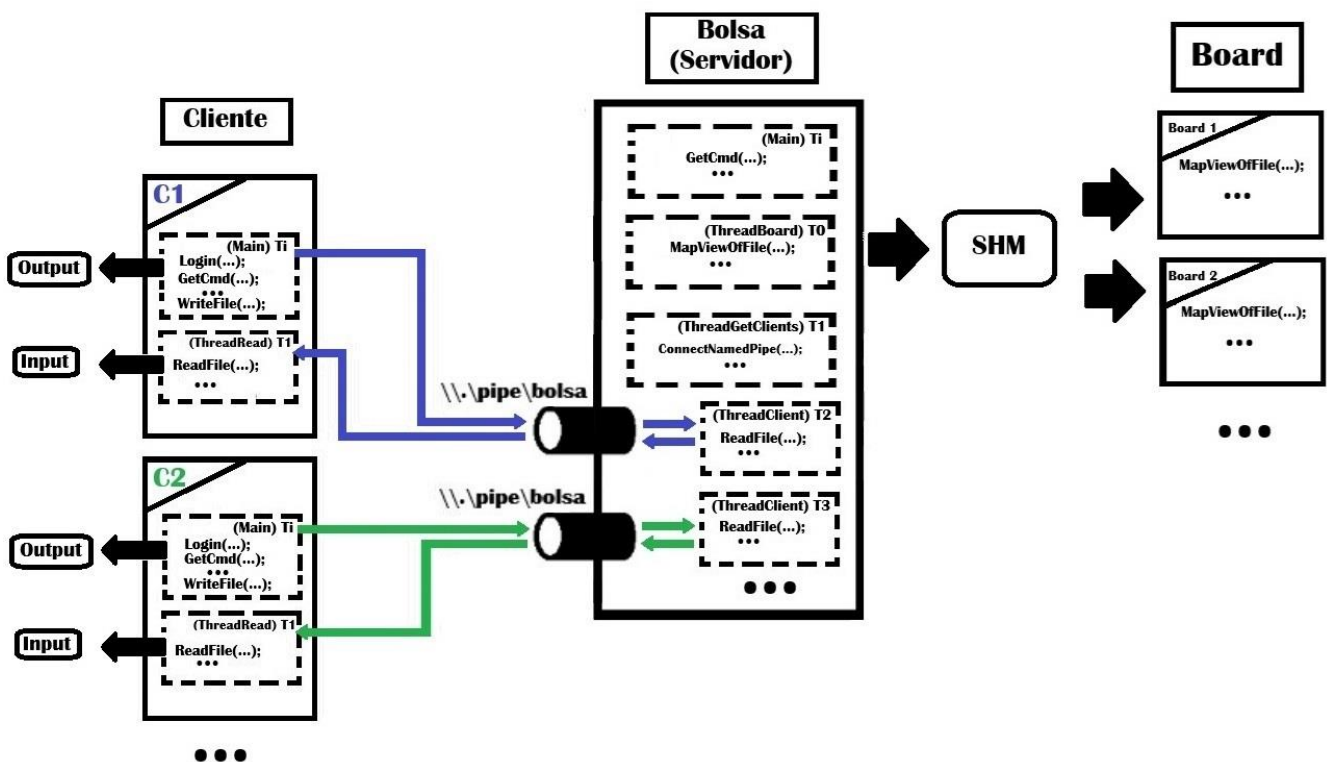 Cliente
C1
(Main) Ti
Login(...);
GetCmd(...);
•••
WriteFile(...);
Output
(ThreadRead) T1
ReadFile(...);
•••
Input
C2
(Main) Ti
Login(...);
GetCmd(...);
•••
WriteFile(...);
Output
(ThreadRead) T1
ReadFile(...);
•••
Input
•••
\\.\pipe\bolsa
\\.\pipe\bolsa
Bolsa
(Servidor)
(Main) Ti
GetCmd(...);
•••
(ThreadBoard) T0
MapViewOfFile(...);
•••
(ThreadGetClients) T1
ConnectNamedPipe(...);
•••
(ThreadClient) T2
ReadFile(...);
•••
(ThreadClient) T3
ReadFile(...);
•••
•••
SHM
Board
Board 1
MapViewOfFile(...);
•••
Board 2
MapViewOfFile(...);
•••
•••